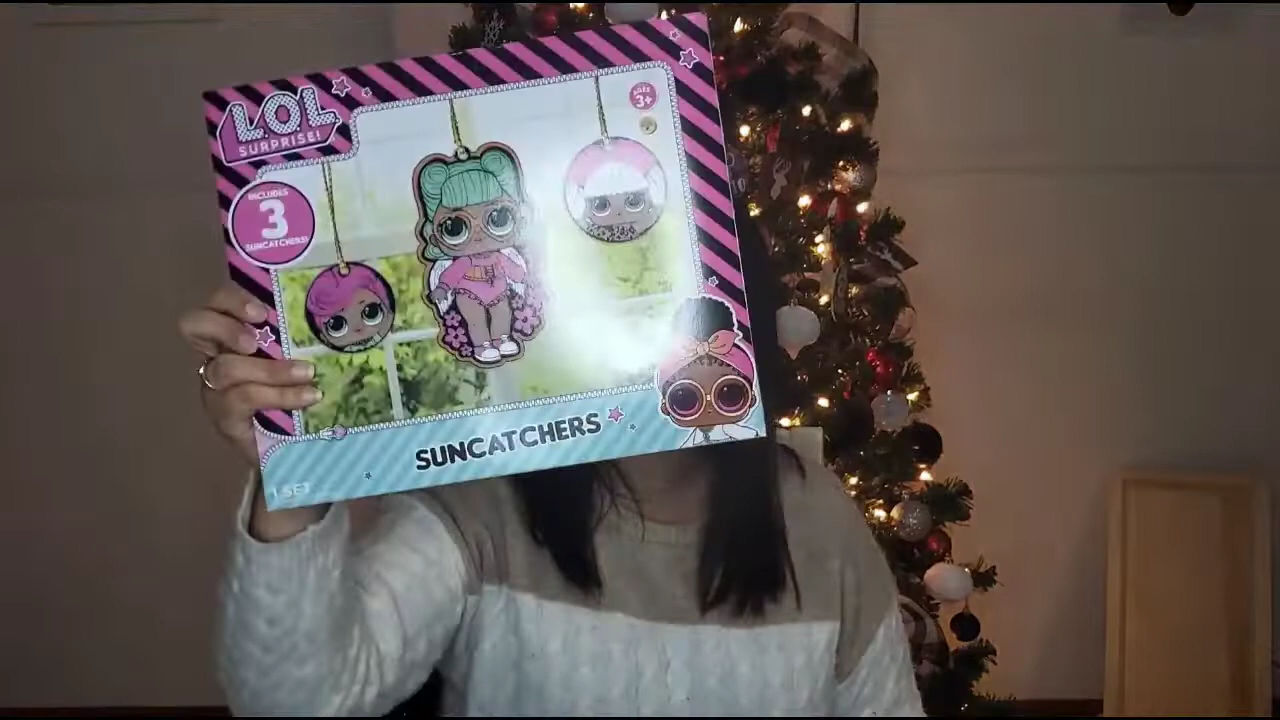 L.O.L.
SURPRISE!
AGES
3+
INCLUDES
3
SUNCATCHERS!
SUNCATCHERS
1 SET